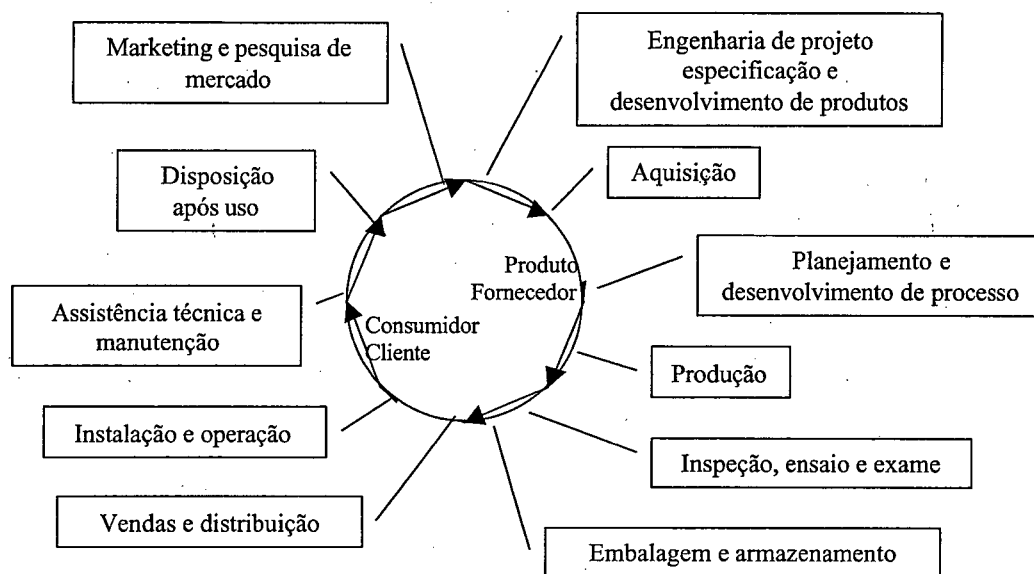 Marketing e pesquisa de
mercado
Engenharia de projeto
especificação e
desenvolvimento de produtos
Aquisição
Planejamento e
desenvolvimento de processo
Produção
Inspeção, ensaio e exame
Embalagem e armazenamento
Vendas e distribuição
Instalação e operação
Assistência técnica e
manutenção
Disposição
após uso
Produto
Fornecedor
Consumidor
Cliente